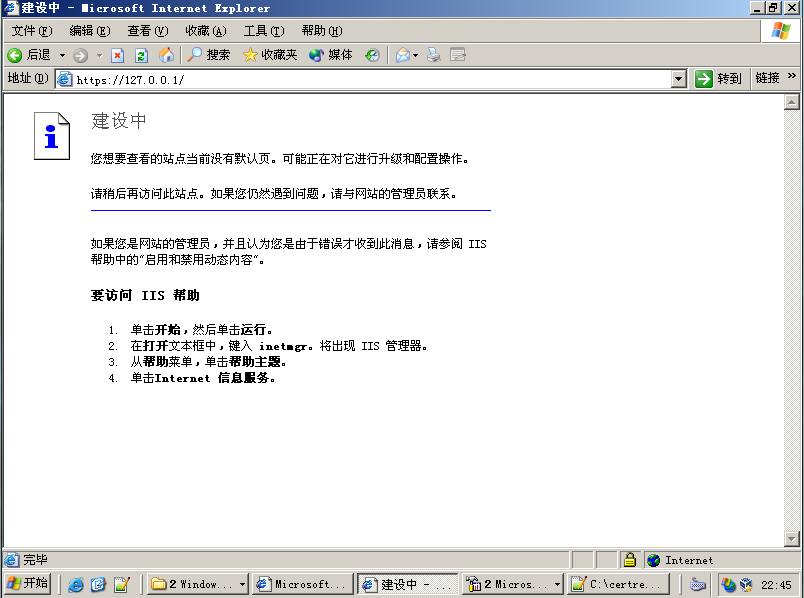 建设中 - Microsoft Internet Explorer
文件(F) 编辑(E) 查看(V) 收藏(A) 工具(T) 帮助(H)
后退 搜索 收藏夹 媒体
地址(D) https://127.0.0.1/ 转到 链接 »
建设中
您想要查看的站点当前没有默认页。可能正在对它进行升级和配置操作。
请稍后再访问此站点。如果您仍然遇到问题，请与网站的管理员联系。
如果您是网站的管理员，并且认为您是由于错误才收到此消息，请参阅 IIS
帮助中的“启用和禁用动态内容”。
要访问 IIS 帮助
1. 单击开始，然后单击运行。
2. 在打开文本框中，键入 inetmgr。将出现 IIS 管理器。
3. 从帮助菜单，单击帮助主题。
4. 单击Internet 信息服务。
完毕 Internet
开始 2 Window... Microsoft... 建设中 - ... 2 Micros... C:\certre... 22:45